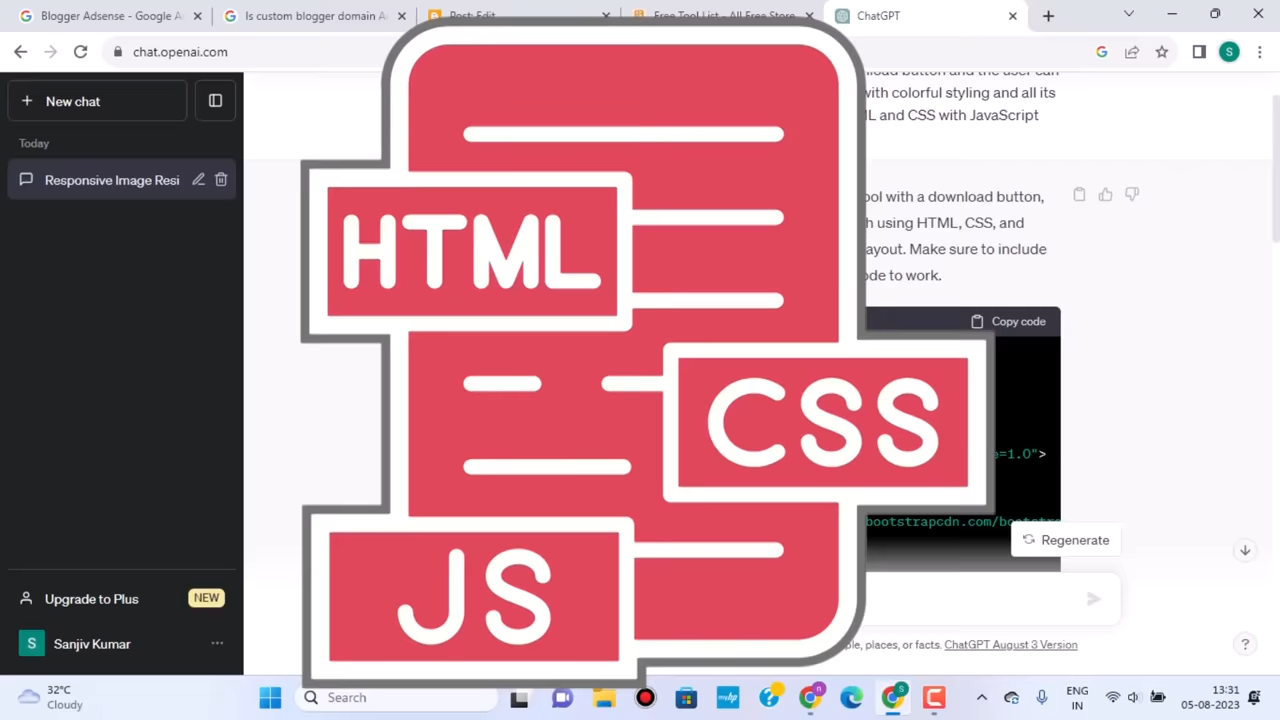 Blogger Adsense - Google A
Is custom blogger domain A
Post: Edit
Free Tool List - All Free Store
ChatGPT
chat.openai.com
S
New chat
Today
Responsive Image Resi
load button and the user can
with colorful styling and all its
ML and CSS with JavaScript
ool with a download button,
h using HTML, CSS, and
ayout. Make sure to include
ode to work.
Copy code
HTML
CSS
JS
e=1.0">
bootstrapcdn.com/bootstra
Regenerate
Upgrade to Plus
NEW
S
Sanjiv Kumar
ple, places, or facts. ChatGPT August 3 Version
?
32°C
Cloudy
Search
myhp
n
S
ENG
IN
13:31
05-08-2023